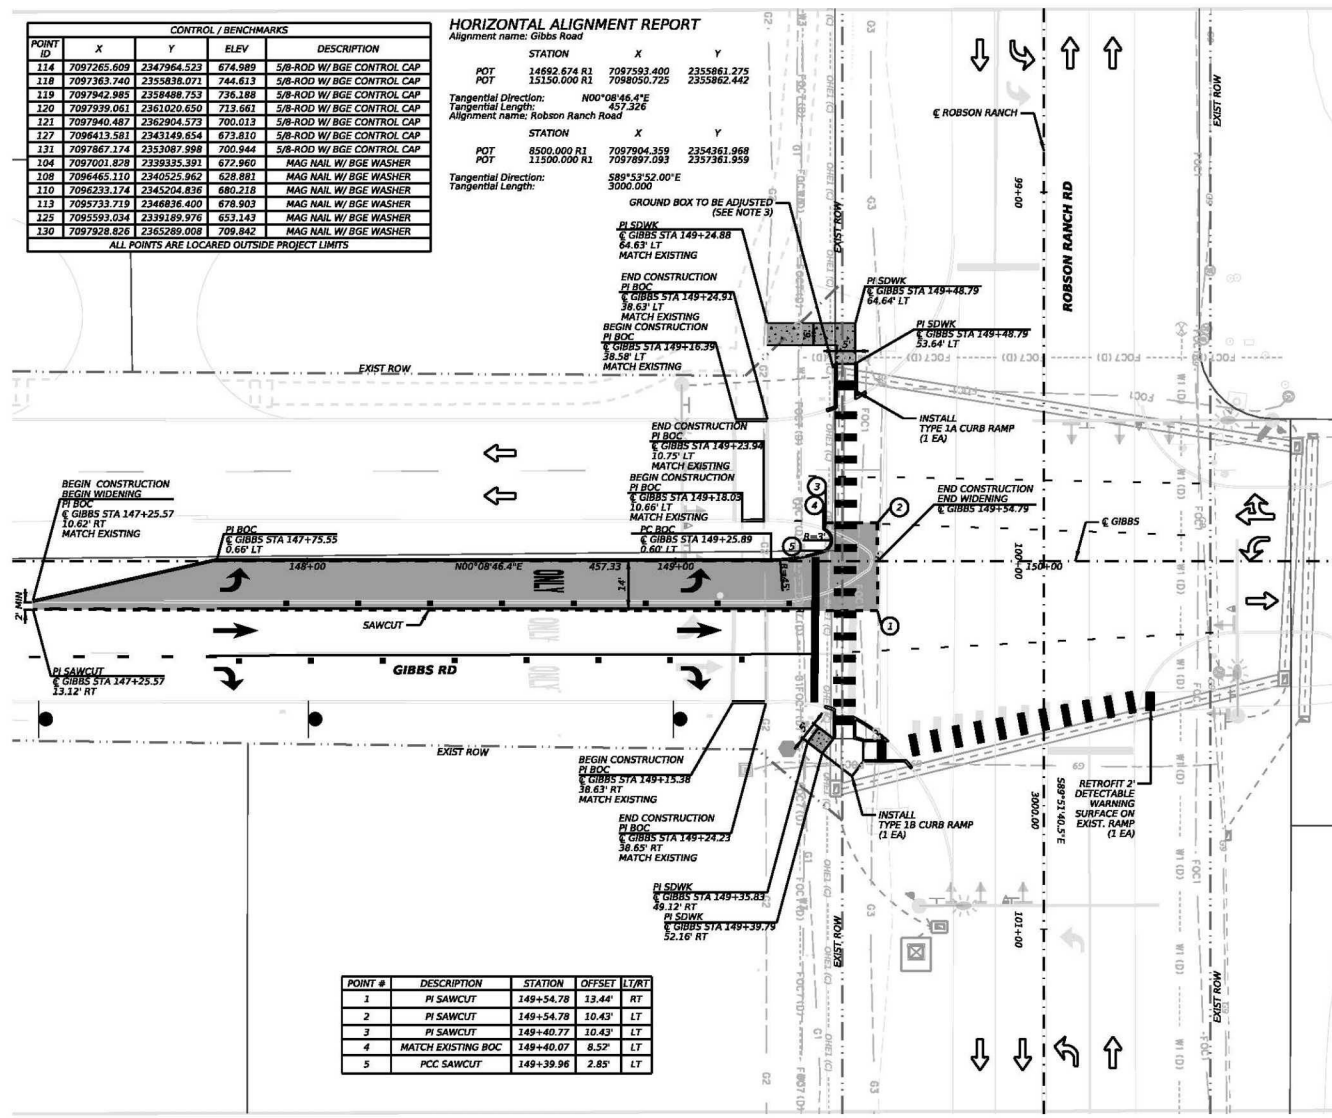 CONTROL / BENCHMARKS
POINT ID X Y ELEV DESCRIPTION
114 7097265.609 2347964.523 674.989 5/8-ROD W/ BGE CONTROL CAP
118 7097363.740 2355838.071 744.613 5/8-ROD W/ BGE CONTROL CAP
119 7097942.985 2358488.753 736.188 5/8-ROD W/ BGE CONTROL CAP
120 7097939.061 2361020.650 713.661 5/8-ROD W/ BGE CONTROL CAP
121 7097940.487 2362904.573 700.013 5/8-ROD W/ BGE CONTROL CAP
127 7096413.581 2343149.654 673.810 5/8-ROD W/ BGE CONTROL CAP
131 7097867.174 2353087.998 700.944 5/8-ROD W/ BGE CONTROL CAP
104 7097001.828 2339335.391 672.960 MAG NAIL W/ BGE WASHER
108 7096465.110 2340525.962 628.881 MAG NAIL W/ BGE WASHER
110 7096233.174 2345204.836 680.218 MAG NAIL W/ BGE WASHER
113 7095733.719 2346836.400 678.903 MAG NAIL W/ BGE WASHER
125 7095593.034 2339189.976 653.143 MAG NAIL W/ BGE WASHER
130 7097928.826 2365289.008 709.842 MAG NAIL W/ BGE WASHER
ALL POINTS ARE LOCARED OUTSIDE PROJECT LIMITS
HORIZONTAL ALIGNMENT REPORT
Alignment name: Gibbs Road
STATION X Y
POT 14692.674 R1 7097593.400 2355861.275
POT 15150.000 R1 7098050.725 2355862.442
Tangential Direction: N00°08'46.4"E
Tangential Length: 457.326
Alignment name: Robson Ranch Road
STATION X Y
POT 8500.000 R1 7097904.359 2354361.968
POT 11500.000 R1 7097897.093 2357361.959
Tangential Direction: S89°53'52.00"E
Tangential Length: 3000.000
GROUND BOX TO BE ADJUSTED
(SEE NOTE 3)
PI SDWK
℄ GIBBS STA 149+24.88
64.63' LT
MATCH EXISTING
END CONSTRUCTION
PI BOC
℄ GIBBS STA 149+24.91
38.63' LT
MATCH EXISTING
BEGIN CONSTRUCTION
PI BOC
℄ GIBBS STA 149+16.39
38.58' LT
MATCH EXISTING
PI SDWK
℄ GIBBS STA 149+48.79
64.64' LT
PI SDWK
℄ GIBBS STA 149+48.79
53.64' LT
INSTALL
TYPE 1A CURB RAMP
(1 EA)
℄ ROBSON RANCH
99+00
ROBSON RANCH RD
EXIST ROW
EXIST ROW
EXIST ROW
END CONSTRUCTION
PI BOC
℄ GIBBS STA 149+23.94
10.75' LT
MATCH EXISTING
BEGIN CONSTRUCTION
PI BOC
℄ GIBBS STA 149+18.03
10.66' LT
MATCH EXISTING
PC BOC
℄ GIBBS STA 149+25.89
0.60' LT
BEGIN CONSTRUCTION
BEGIN WIDENING
PI BOC
℄ GIBBS STA 147+25.57
10.62' RT
MATCH EXISTING
PI BOC
℄ GIBBS STA 147+75.55
0.66' LT
END CONSTRUCTION
END WIDENING
℄ GIBBS 149+54.79
℄ GIBBS
3
4
2
5
1
R=3'
R=45'
148+00
N00°08'46.4"E
457.33
149+00
150+00
100+00
14'
5'
6'
ONLY
ONLY
ONLY
2' MIN
SAWCUT
GIBBS RD
PI SAWCUT
℄ GIBBS STA 147+25.57
13.12' RT
EXIST ROW
BEGIN CONSTRUCTION
PI BOC
℄ GIBBS STA 149+15.38
38.63' RT
MATCH EXISTING
END CONSTRUCTION
PI BOC
℄ GIBBS STA 149+24.23
38.65' RT
MATCH EXISTING
PI SDWK
℄ GIBBS STA 149+35.83
49.12' RT
PI SDWK
℄ GIBBS STA 149+39.79
52.16' RT
INSTALL
TYPE 1B CURB RAMP
(1 EA)
RETROFIT 2'
DETECTABLE
WARNING
SURFACE ON
EXIST. RAMP
(1 EA)
3000.00
S89°51'40.5"E
101+00
EXIST ROW
EXIST ROW
POINT # DESCRIPTION STATION OFFSET LT/RT
1 PI SAWCUT 149+54.78 13.44' RT
2 PI SAWCUT 149+54.78 10.43' LT
3 PI SAWCUT 149+40.77 10.43' LT
4 MATCH EXISTING BOC 149+40.07 8.52' LT
5 PCC SAWCUT 149+39.96 2.85' LT